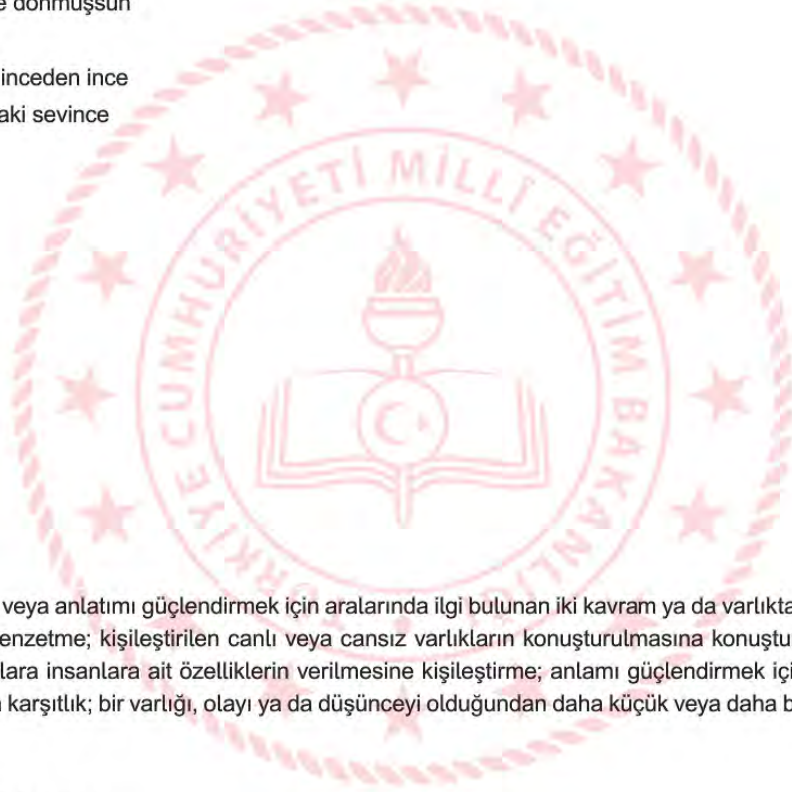 e dönmüşsün
inceden ince
aki sevince
TÜRKİYE CUMHURİYETİ MİLLÎ EĞİTİM BAKANLIĞI
veya anlatımı güçlendirmek için aralarında ilgi bulunan iki kavram ya da varlıkta
enzetme; kişileştirilen canlı veya cansız varlıkların konuşturulmasına konuştu
lara insanlara ait özelliklerin verilmesine kişileştirme; anlamı güçlendirmek içi
karşıtlık; bir varlığı, olayı ya da düşünceyi olduğundan daha küçük veya daha b